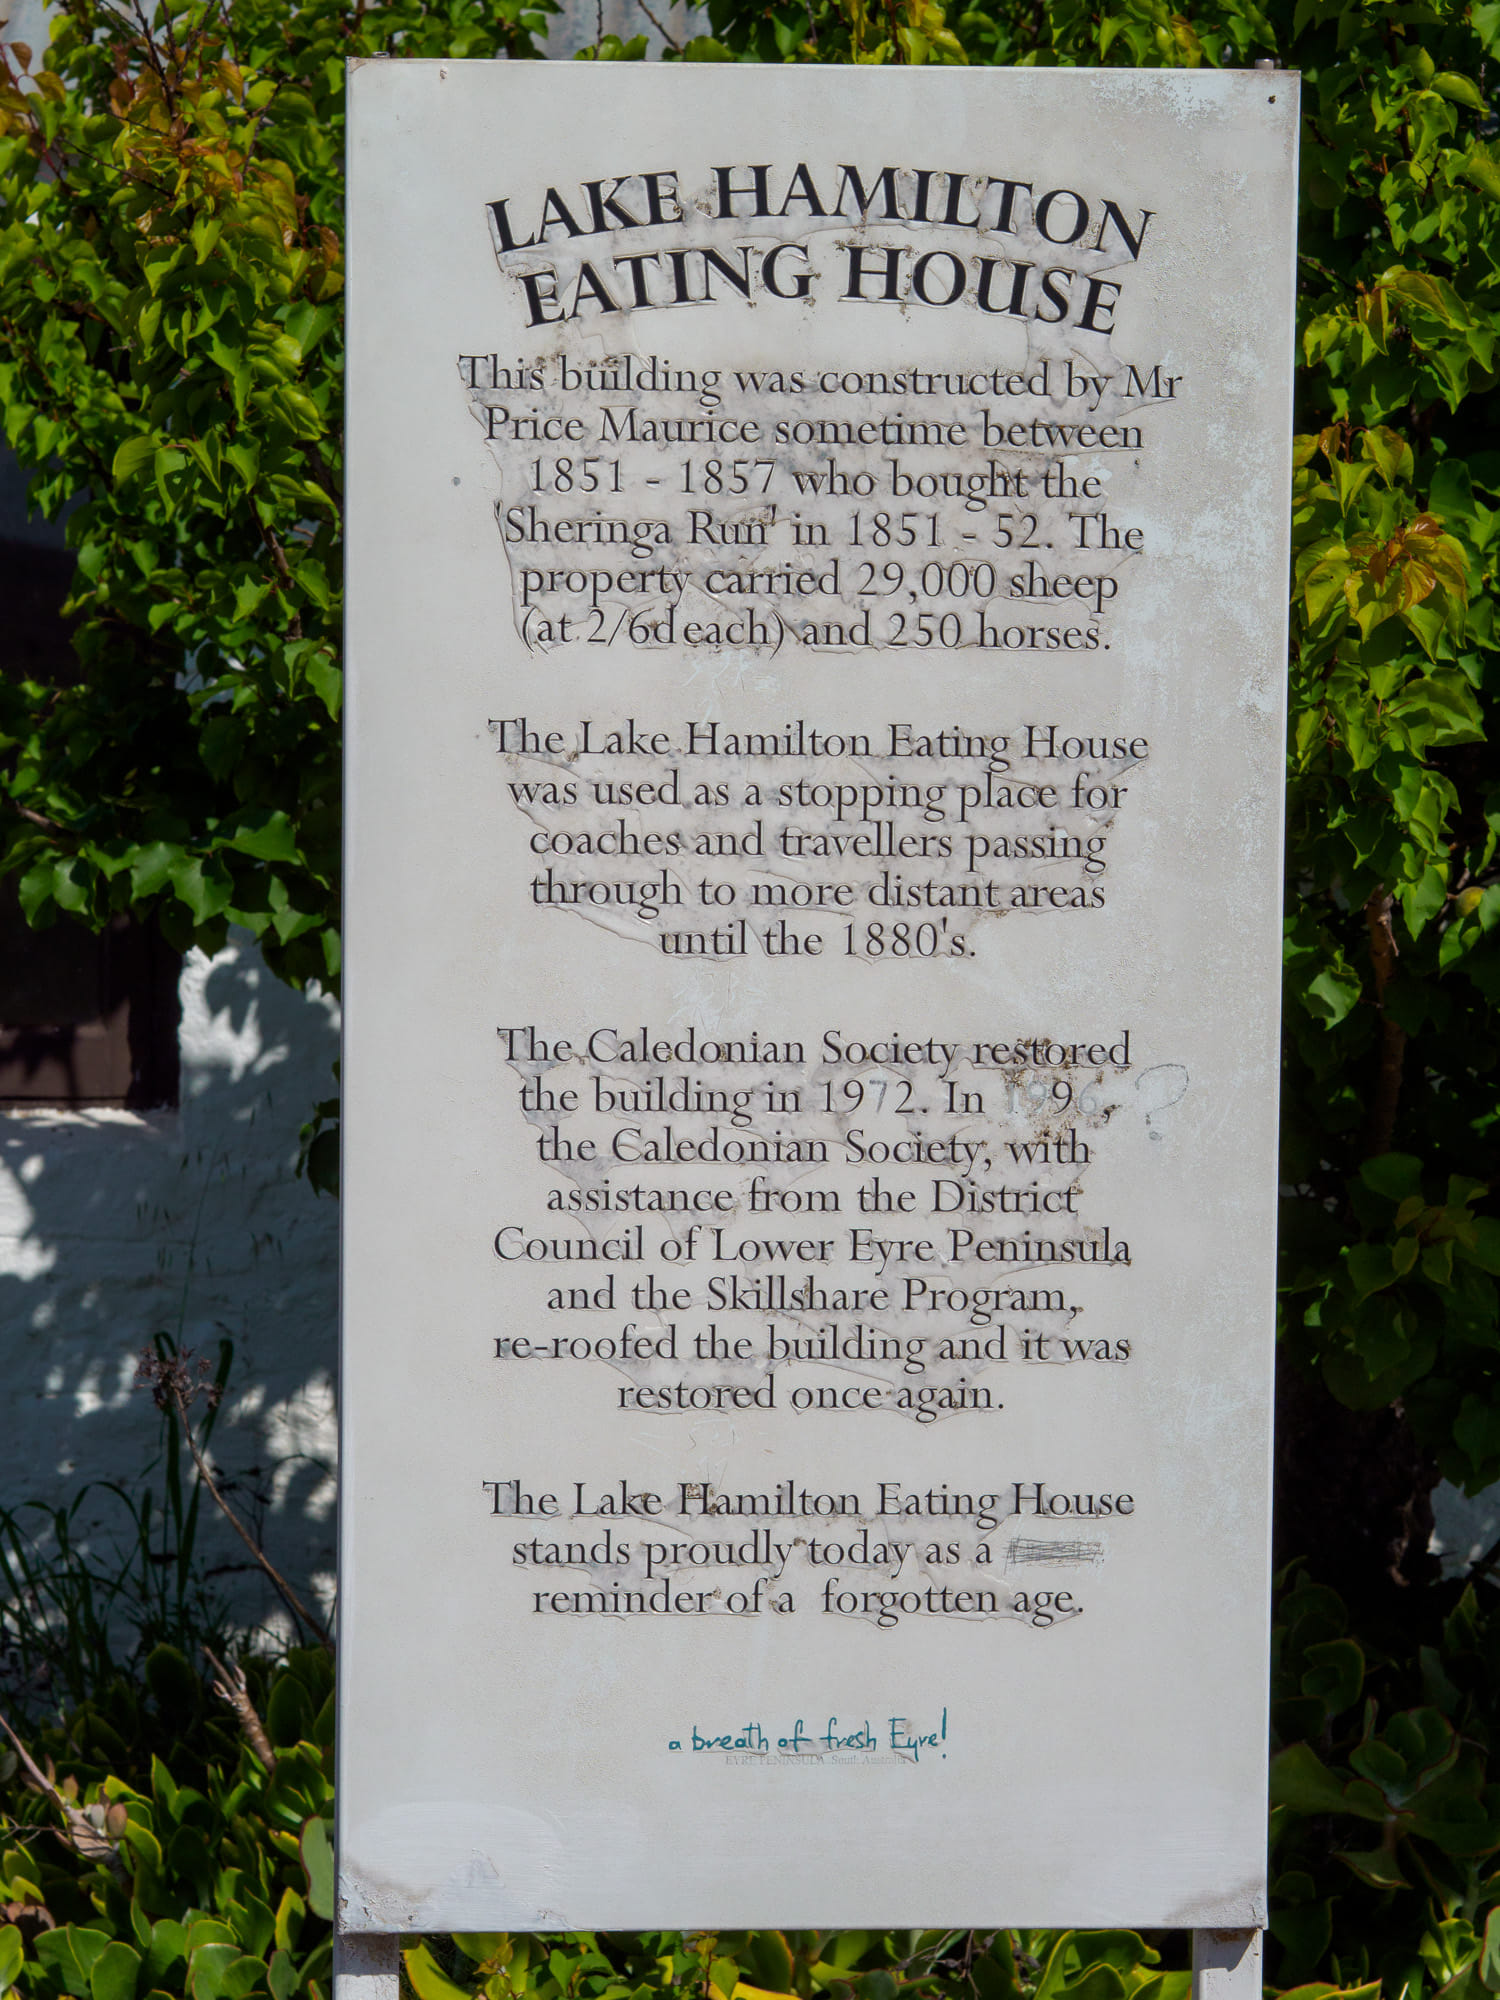 LAKE HAMILTON
EATING HOUSE
This building was constructed by Mr
Price Maurice sometime between
1851 - 1857 who bought the
'Sheringa Run' in 1851 - 52. The
property carried 29,000 sheep
(at 2/6d each) and 250 horses.
The Lake Hamilton Eating House
was used as a stopping place for
coaches and travellers passing
through to more distant areas
until the 1880's.
The Caledonian Society restored
the building in 1972. In 1996, ?
the Caledonian Society, with
assistance from the District
Council of Lower Eyre Peninsula
and the Skillshare Program,
re-roofed the building and it was
restored once again.
The Lake Hamilton Eating House
stands proudly today as a
reminder of a forgotten age.
a breath of fresh Eyre!
EYRE PENINSULA South Australia